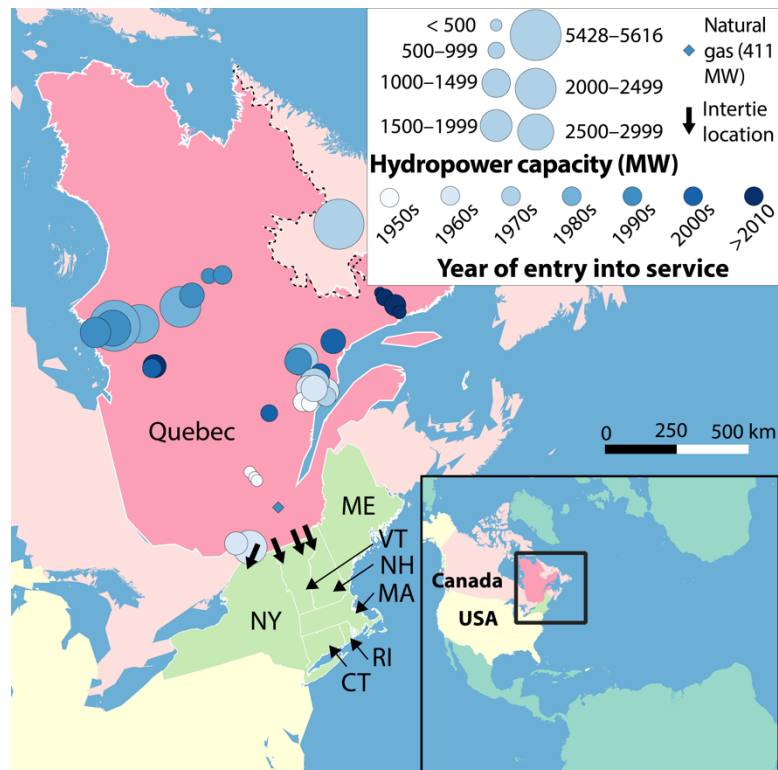 < 500
5428–5616
Natural
gas (411
MW)
500–999
1000–1499
2000–2499
Intertie
location
1500–1999
2500–2999
Hydropower capacity (MW)
1950s
1960s
1970s
1980s
1990s
2000s
>2010
Year of entry into service
Quebec
0 250 500 km
ME
VT
NH
MA
NY
RI
CT
Canada
USA